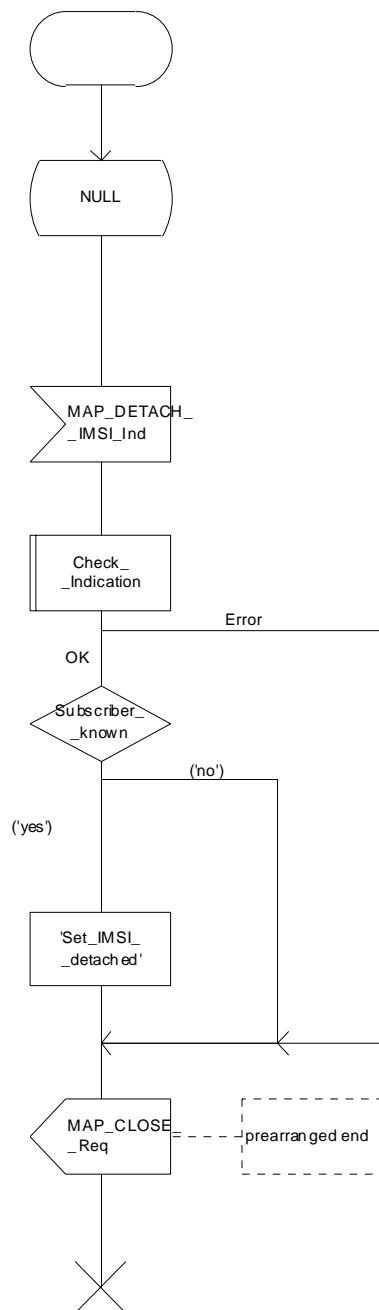 NULL
MAP_DETACH_
_IMSI_Ind
Check_
_Indication
Error
OK
Subscriber_
_known
('no')
('yes')
'Set_IMSI_
_detached'
MAP_CLOSE_
_Req
prearranged end